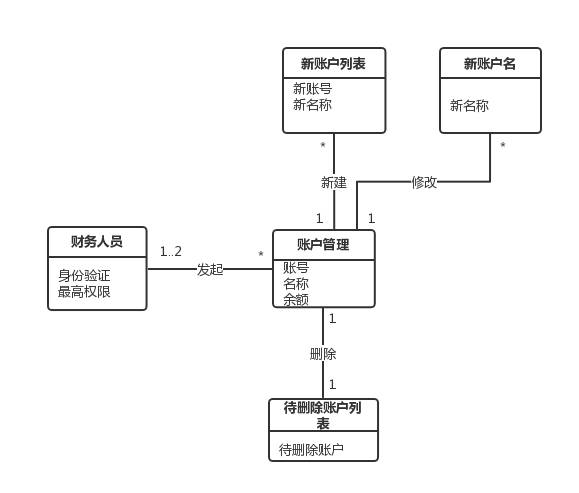 新账户列表
新账号
新名称
新账户名
新名称
*
*
新建
修改
1
1
财务人员
身份验证
最高权限
1..2
发起
*
账户管理
账号
名称
余额
1
删除
1
待删除账户列
表
待删除账户